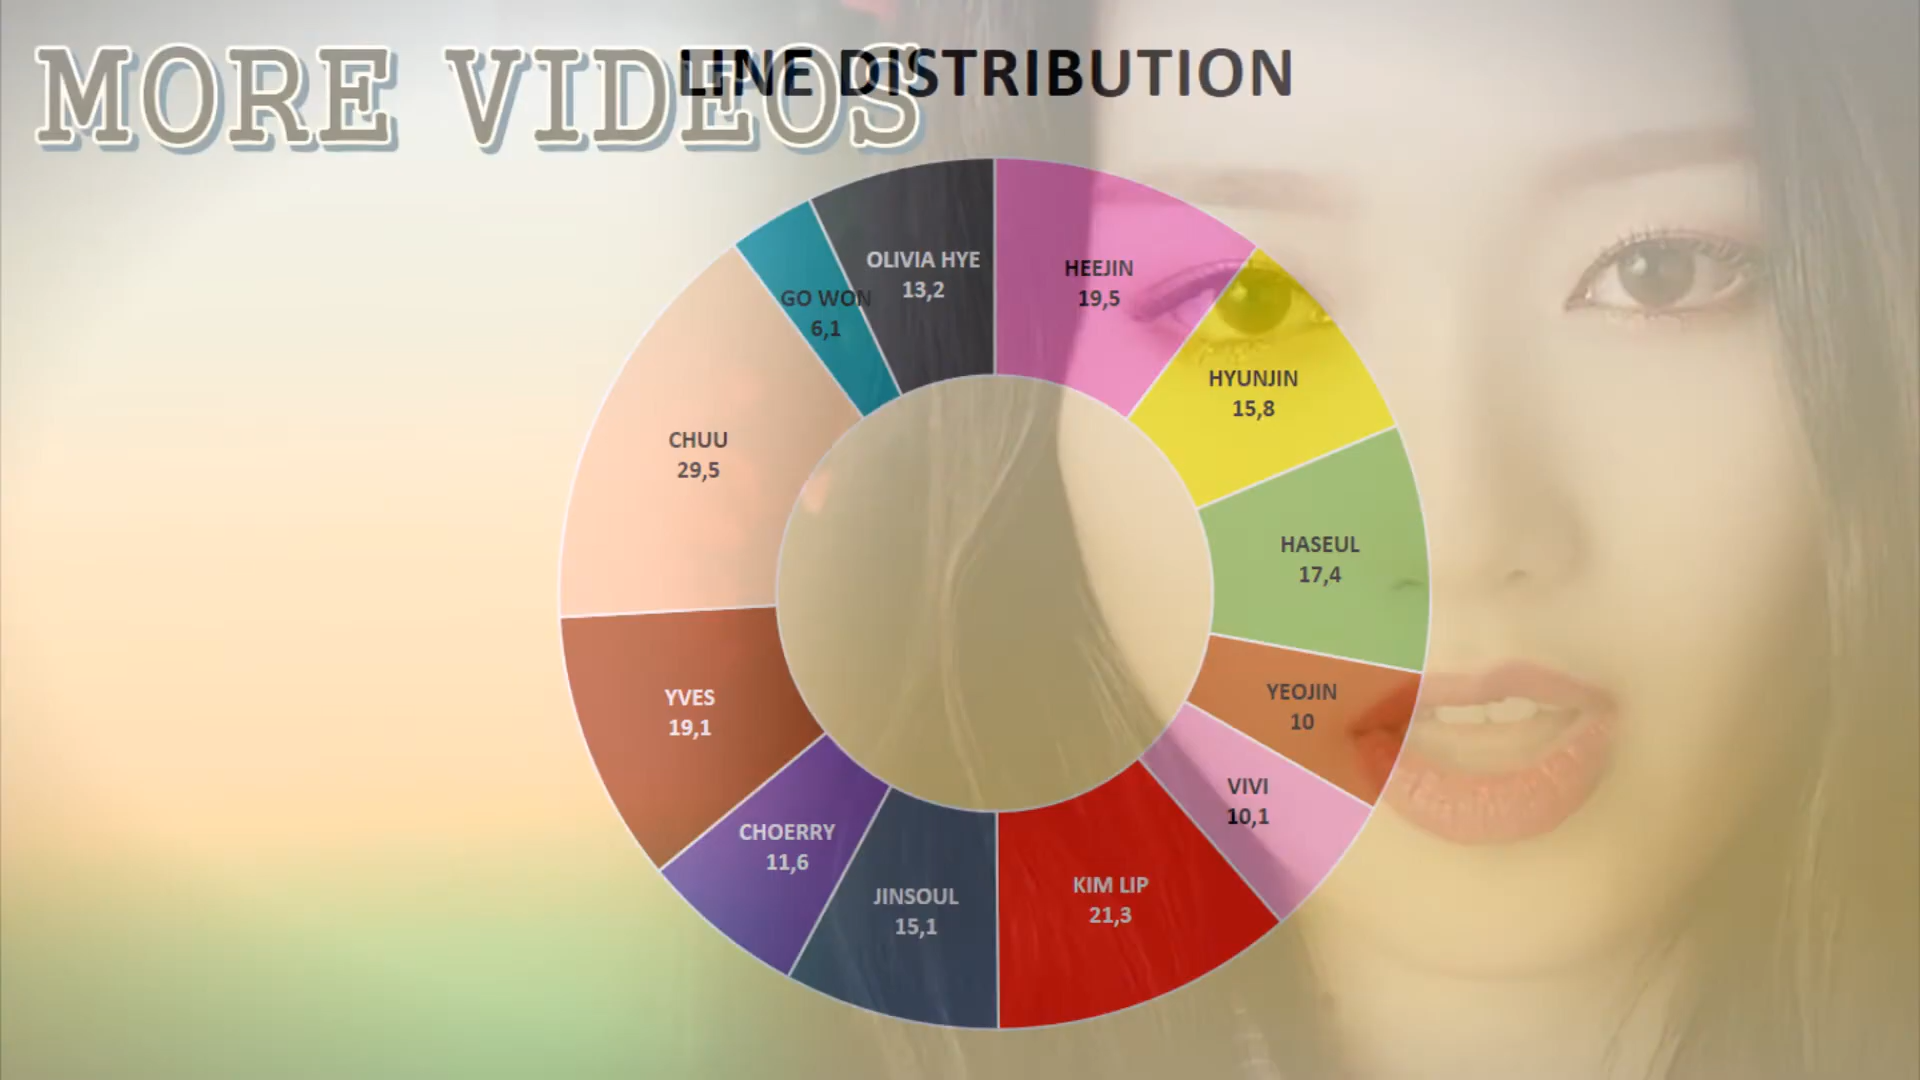 MORE VIDEOS
LINE DISTRIBUTION
OLIVIA HYE
13,2
HEEJIN
19,5
GO WON
6,1
HYUNJIN
15,8
CHUU
29,5
HASEUL
17,4
YEOJIN
10
YVES
19,1
VIVI
10,1
CHOERRY
11,6
KIM LIP
21,3
JINSOUL
15,1